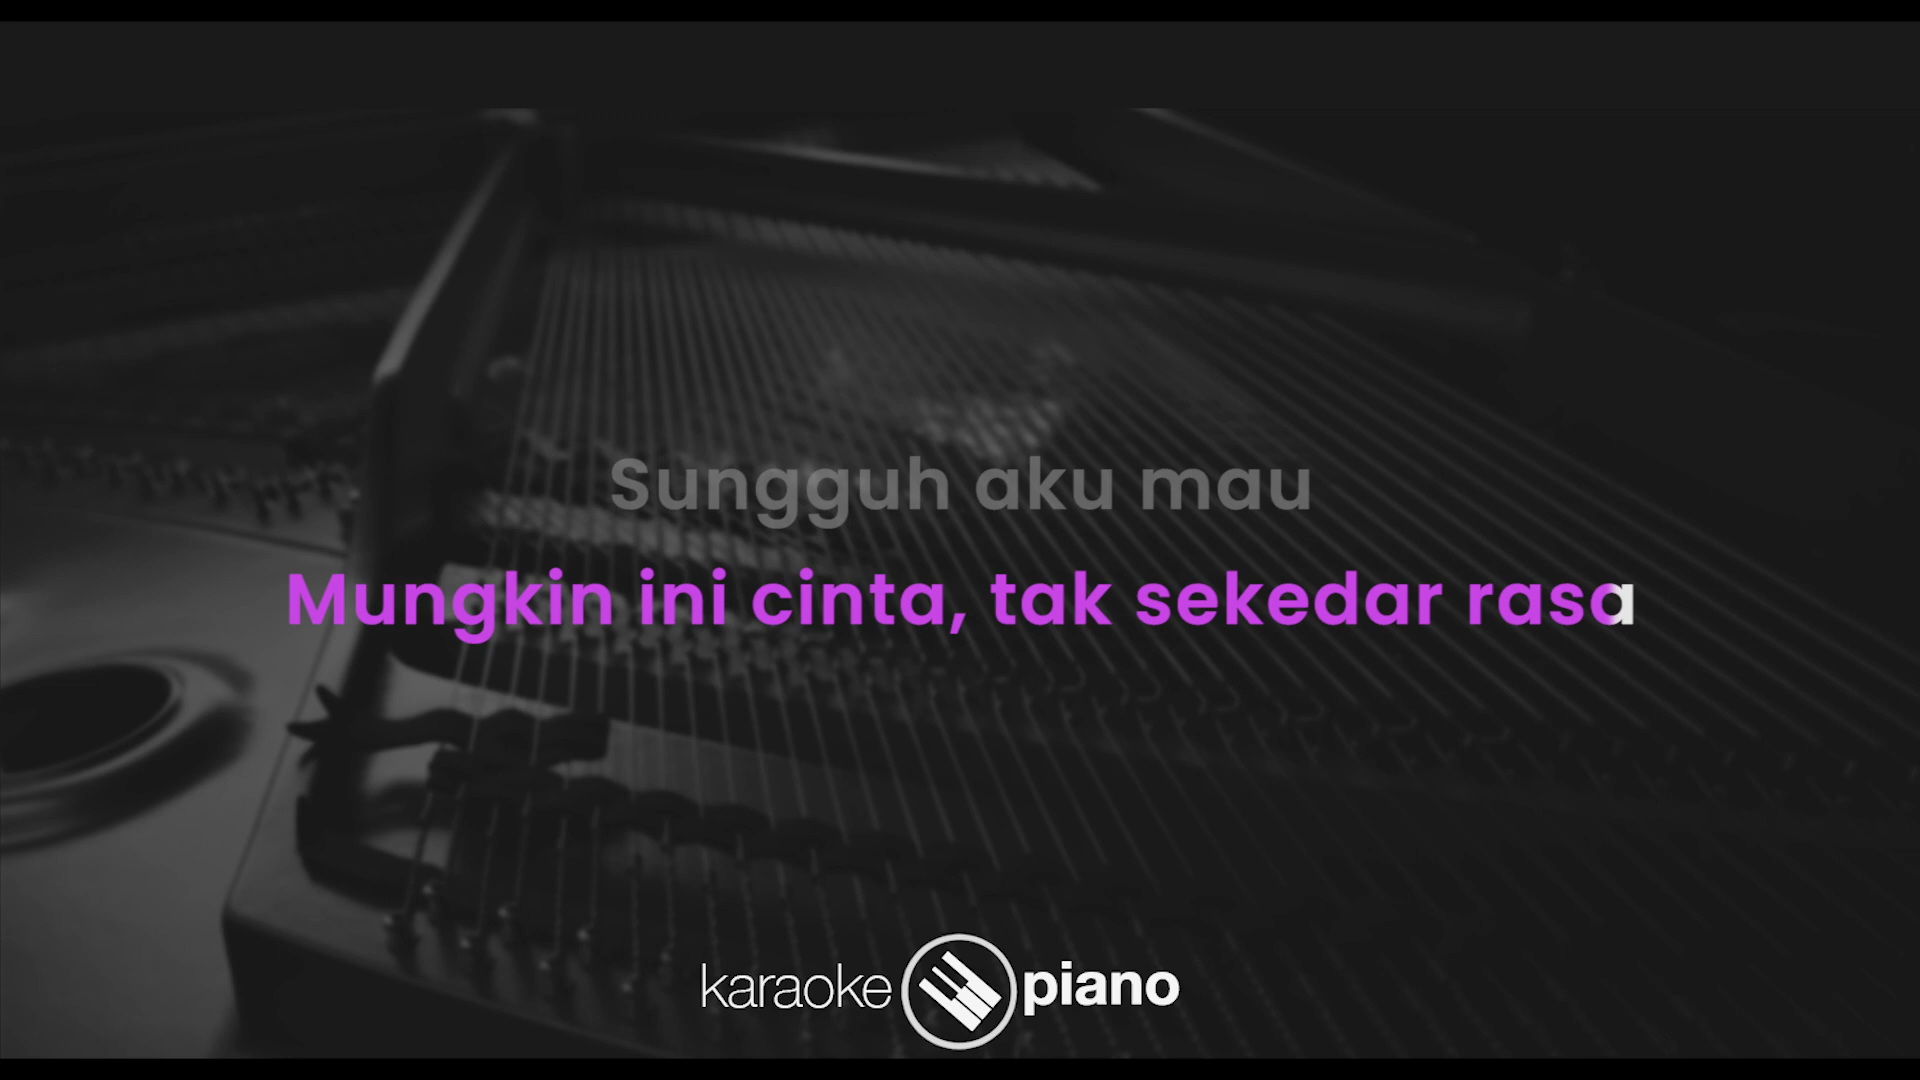 Sungguh aku mau
Mungkin ini cinta, tak sekedar rasa
karaoke piano